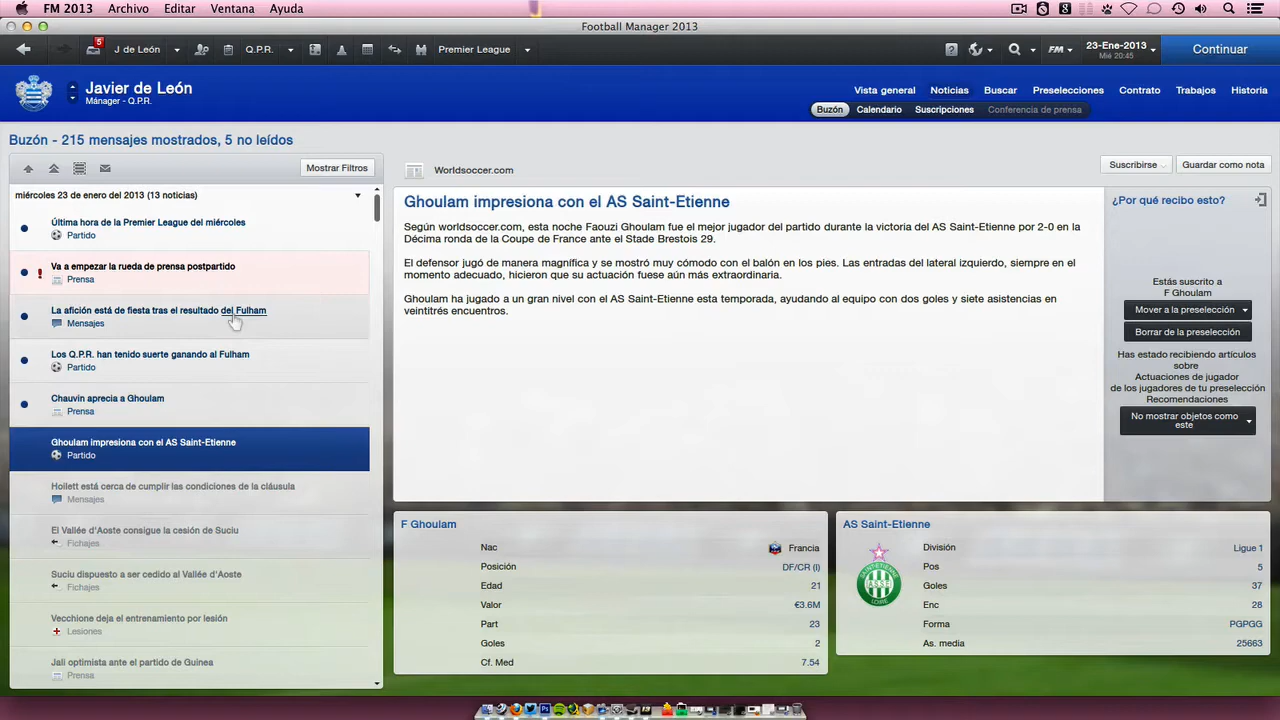 FM 2013 Archivo Editar Ventana Ayuda
Football Manager 2013
5
J de León Q.P.R. Premier League
FM
23-Ene-2013
Mié 20:45
Continuar
Javier de León
Mánager - Q.P.R.
Vista general Noticias Buscar Preselecciones Contrato Trabajos Historia
Buzón Calendario Suscripciones Conferencia de prensa
Buzón - 215 mensajes mostrados, 5 no leídos
Mostrar Filtros
miércoles 23 de enero del 2013 (13 noticias)
Última hora de la Premier League del miércoles
Partido
Va a empezar la rueda de prensa postpartido
Prensa
La afición está de fiesta tras el resultado del Fulham
Mensajes
Los Q.P.R. han tenido suerte ganando al Fulham
Partido
Chauvin aprecia a Ghoulam
Prensa
Ghoulam impresiona con el AS Saint-Etienne
Partido
Hoilett está cerca de cumplir las condiciones de la cláusula
Mensajes
El Vallée d'Aoste consigue la cesión de Suciu
Fichajes
Suciu dispuesto a ser cedido al Vallée d'Aoste
Fichajes
Vecchione deja el entrenamiento por lesión
Lesiones
Jali optimista ante el partido de Guinea
Prensa
Worldsoccer.com
Suscribirse Guardar como nota
Ghoulam impresiona con el AS Saint-Etienne
Según worldsoccer.com, esta noche Faouzi Ghoulam fue el mejor jugador del partido durante la victoria del AS Saint-Etienne por 2-0 en la
Décima ronda de la Coupe de France ante el Stade Brestois 29.
El defensor jugó de manera magnífica y se mostró muy cómodo con el balón en los pies. Las entradas del lateral izquierdo, siempre en el
momento adecuado, hicieron que su actuación fuese aún más extraordinaria.
Ghoulam ha jugado a un gran nivel con el AS Saint-Etienne esta temporada, ayudando al equipo con dos goles y siete asistencias en
veintitrés encuentros.
¿Por qué recibo esto?
Estás suscrito a
F Ghoulam
Mover a la preselección
Borrar de la preselección
Has estado recibiendo artículos
sobre
Actuaciones de jugador
de los jugadores de tu preselección
Recomendaciones
No mostrar objetos como
este
F Ghoulam
Nac Francia
Posición DF/CR (I)
Edad 21
Valor €3.6M
Part 23
Goles 2
Cf. Med 7.54
AS Saint-Etienne
División Ligue 1
Pos 5
Goles 37
Enc 28
Forma PGPGG
As. media 25663